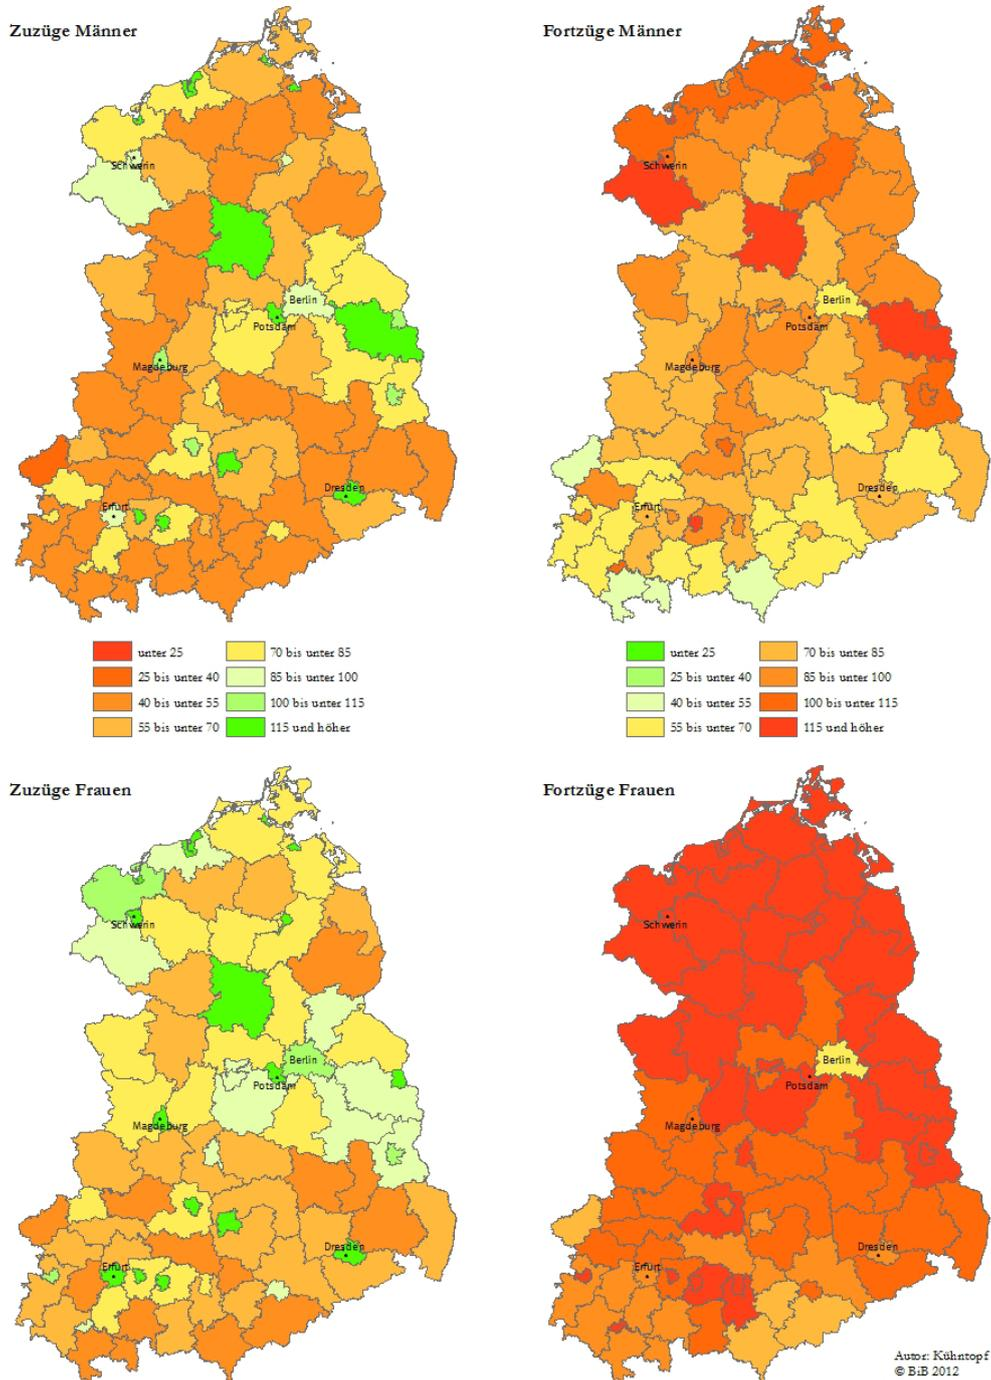 Zuzüge Männer
Schwerin
Berlin
Potsdam
Magdeburg
Dresden
Erfurt
Fortzüge Männer
Schwerin
Berlin
Potsdam
Magdeburg
Dresden
Erfurt
unter 25
25 bis unter 40
40 bis unter 55
55 bis unter 70
70 bis unter 85
85 bis unter 100
100 bis unter 115
115 und höher
unter 25
25 bis unter 40
40 bis unter 55
55 bis unter 70
70 bis unter 85
85 bis unter 100
100 bis unter 115
115 und höher
Zuzüge Frauen
Schwerin
Berlin
Potsdam
Magdeburg
Dresden
Erfurt
Fortzüge Frauen
Schwerin
Berlin
Potsdam
Magdeburg
Dresden
Erfurt
Autor: Kühntopf
© BiB 2012